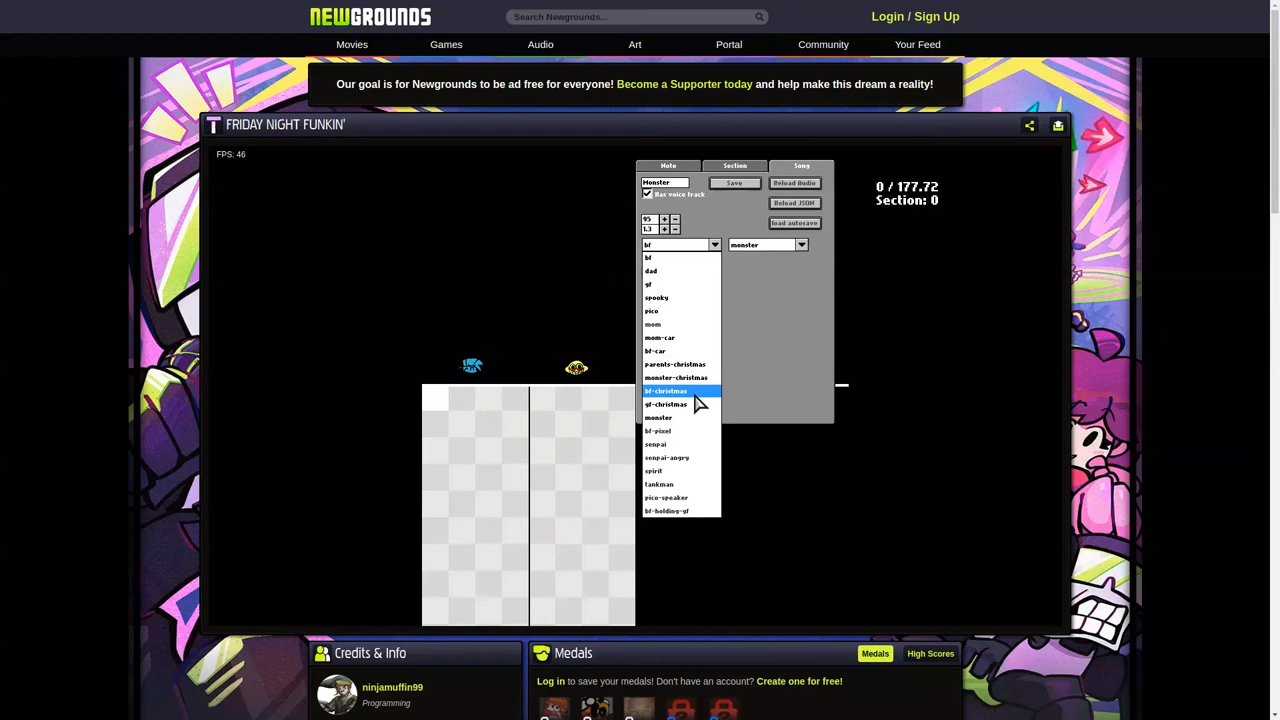 NEWGROUNDS
Search Newgrounds...
Login / Sign Up
Movies
Games
Audio
Art
Portal
Community
Your Feed
Our goal is for Newgrounds to be ad free for everyone! Become a Supporter today and help make this dream a reality!
FRIDAY NIGHT FUNKIN'
FPS: 46
Note
Section
Song
Monster
Save
Reload Audio
Has voice track
Reload JSON
95
load autosave
1.3
0 / 177.72
Section: 0
bf
monster
bf
dad
gf
spooky
pico
mom
mom-car
bf-car
parents-christmas
monster-christmas
bf-christmas
gf-christmas
monster
bf-pixel
senpai
senpai-angry
spirit
tankman
pico-speaker
bf-holding-gf
Credits & Info
Medals
Medals
High Scores
ninjamuffin99
Programming
Log in to save your medals! Don't have an account? Create one for free!